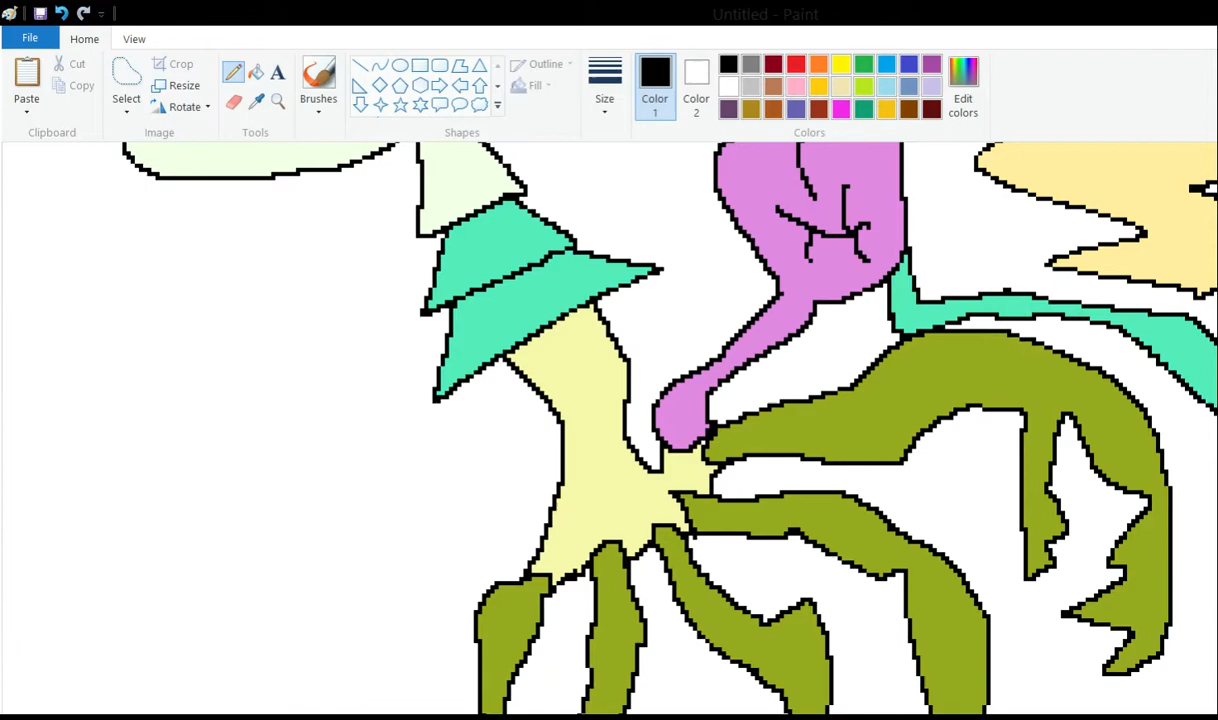 Untitled - Paint
File Home View
Paste Cut Copy Select Crop Resize Rotate A Brushes Outline Fill Size Color 1 Color 2 Edit colors
Clipboard Image Tools Shapes Colors